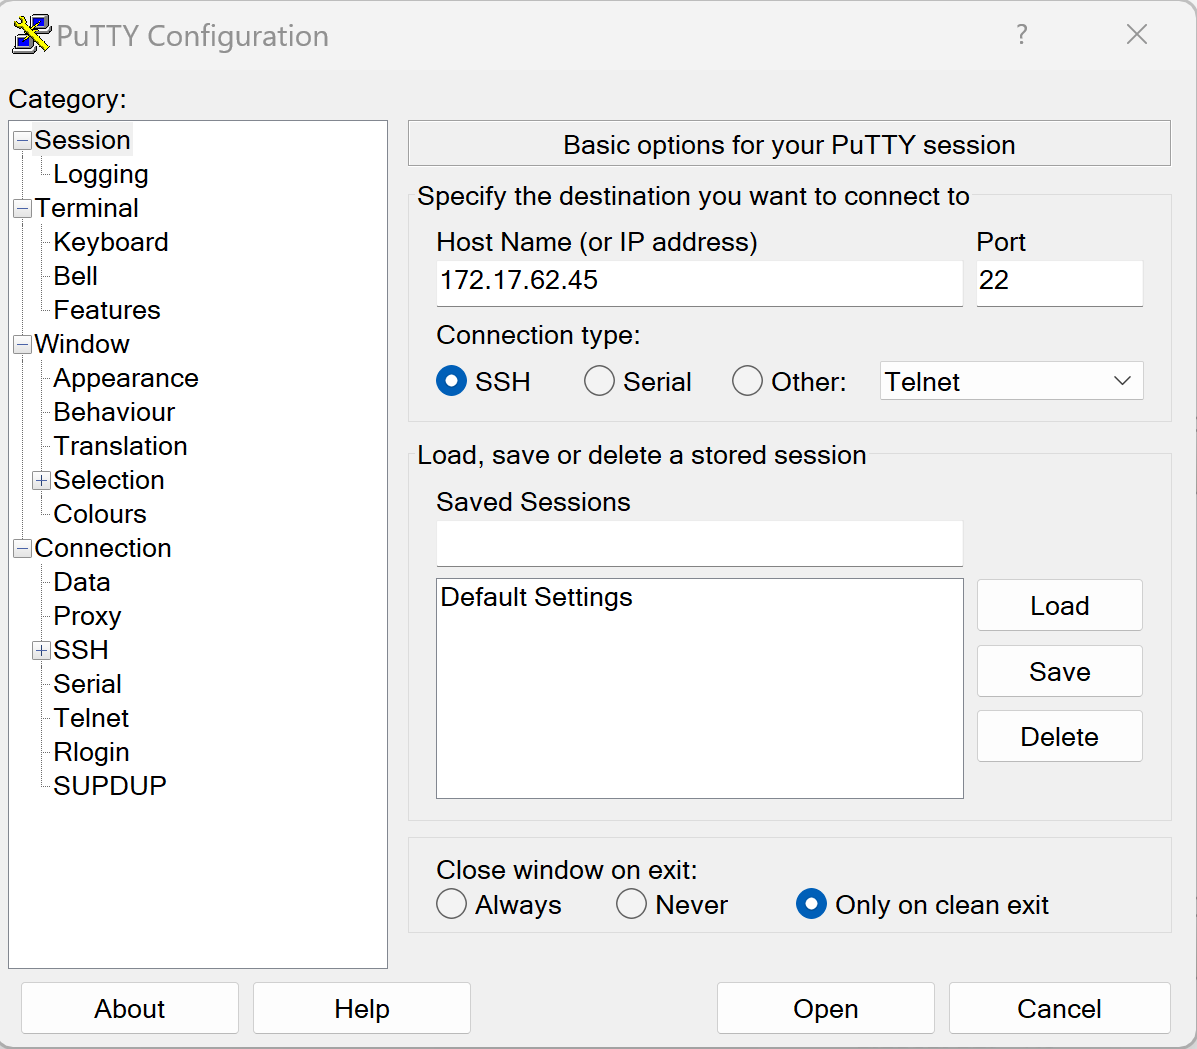 PuTTY Configuration
?
Category:
Session
Logging
Terminal
Keyboard
Bell
Features
Window
Appearance
Behaviour
Translation
Selection
Colours
Connection
Data
Proxy
SSH
Serial
Telnet
Rlogin
SUPDUP
Basic options for your PuTTY session
Specify the destination you want to connect to
Host Name (or IP address) Port
172.17.62.45 22
Connection type:
SSH Serial Other: Telnet
Load, save or delete a stored session
Saved Sessions
Default Settings
Load
Save
Delete
Close window on exit:
Always Never Only on clean exit
About Help Open Cancel